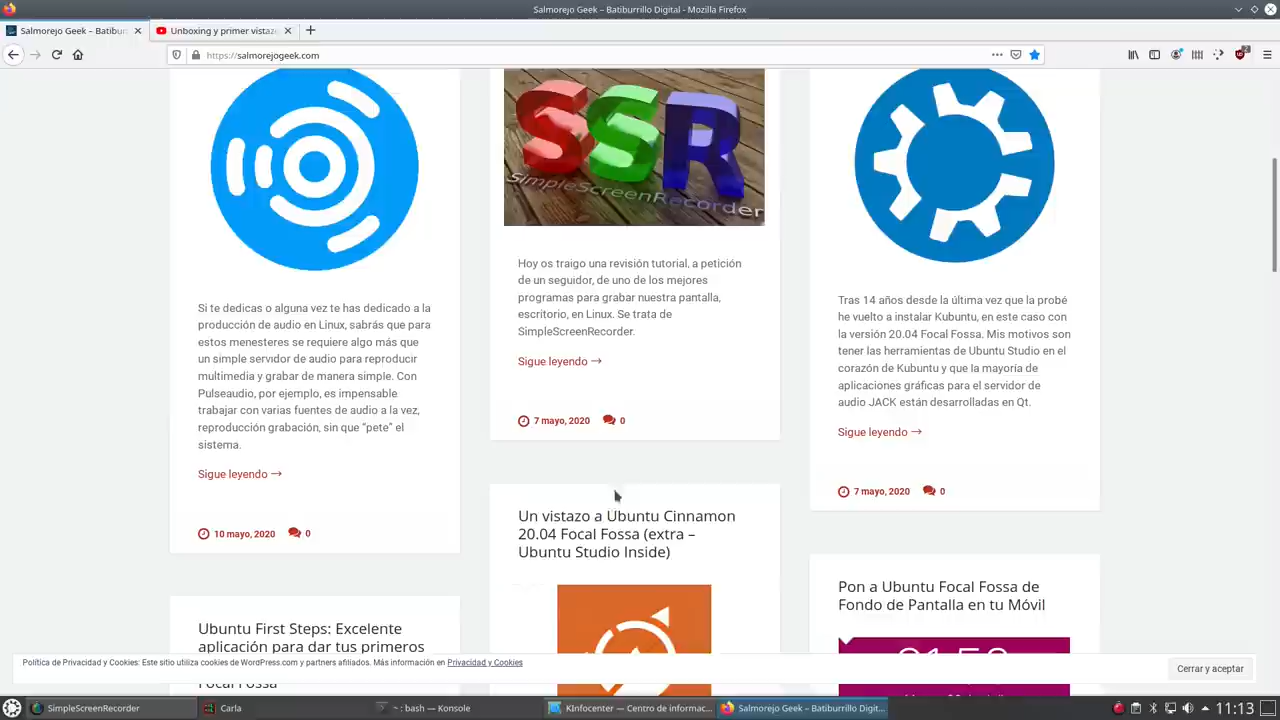 Salmorejo Geek – Batiburrillo Digital - Mozilla Firefox
Salmorejo Geek – Batibur
Unboxing y primer vistaz
https://salmorejogeek.com
SSR
SimpleScreenRecorder
Si te dedicas o alguna vez te has dedicado a la
producción de audio en Linux, sabrás que para
estos menesteres se requiere algo más que
un simple servidor de audio para reproducir
multimedia y grabar de manera simple. Con
Pulseaudio, por ejemplo, es impensable
trabajar con varias fuentes de audio a la vez,
reproducción grabación, sin que “pete” el
sistema.
Sigue leyendo →
10 mayo, 2020 0
Ubuntu First Steps: Excelente
aplicación para dar tus primeros
Focal Fossa
Hoy os traigo una revisión tutorial, a petición
de un seguidor, de uno de los mejores
programas para grabar nuestra pantalla,
escritorio, en Linux. Se trata de
SimpleScreenRecorder.
Sigue leyendo →
7 mayo, 2020 0
Un vistazo a Ubuntu Cinnamon
20.04 Focal Fossa (extra –
Ubuntu Studio Inside)
Tras 14 años desde la última vez que la probé
he vuelto a instalar Kubuntu, en este caso con
la versión 20.04 Focal Fossa. Mis motivos son
tener las herramientas de Ubuntu Studio en el
corazón de Kubuntu y que la mayoría de
aplicaciones gráficas para el servidor de
audio JACK están desarrolladas en Qt.
Sigue leyendo →
7 mayo, 2020 0
Pon a Ubuntu Focal Fossa de
Fondo de Pantalla en tu Móvil
Política de Privacidad y Cookies: Este sitio utiliza cookies de WordPress.com y partners afiliados. Más información en Privacidad y Cookies
Cerrar y aceptar
SimpleScreenRecorder
Carla
~ : bash — Konsole
KInfocenter — Centro de informac...
Salmorejo Geek – Batiburrillo Digit...
11:13